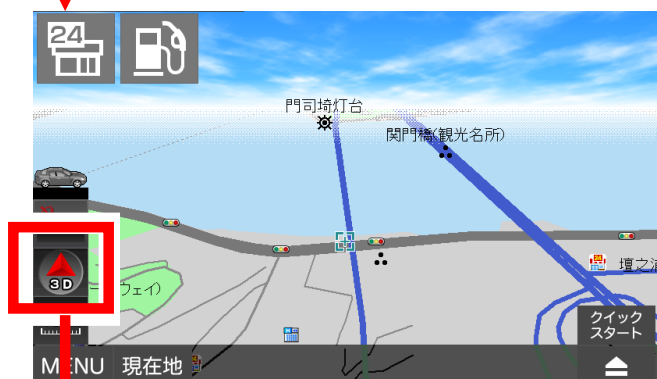 24
門司埼灯台
関門橋(観光名所)
3D
ウェイ)
壇之浦
クイック
スタート
MENU 現在地